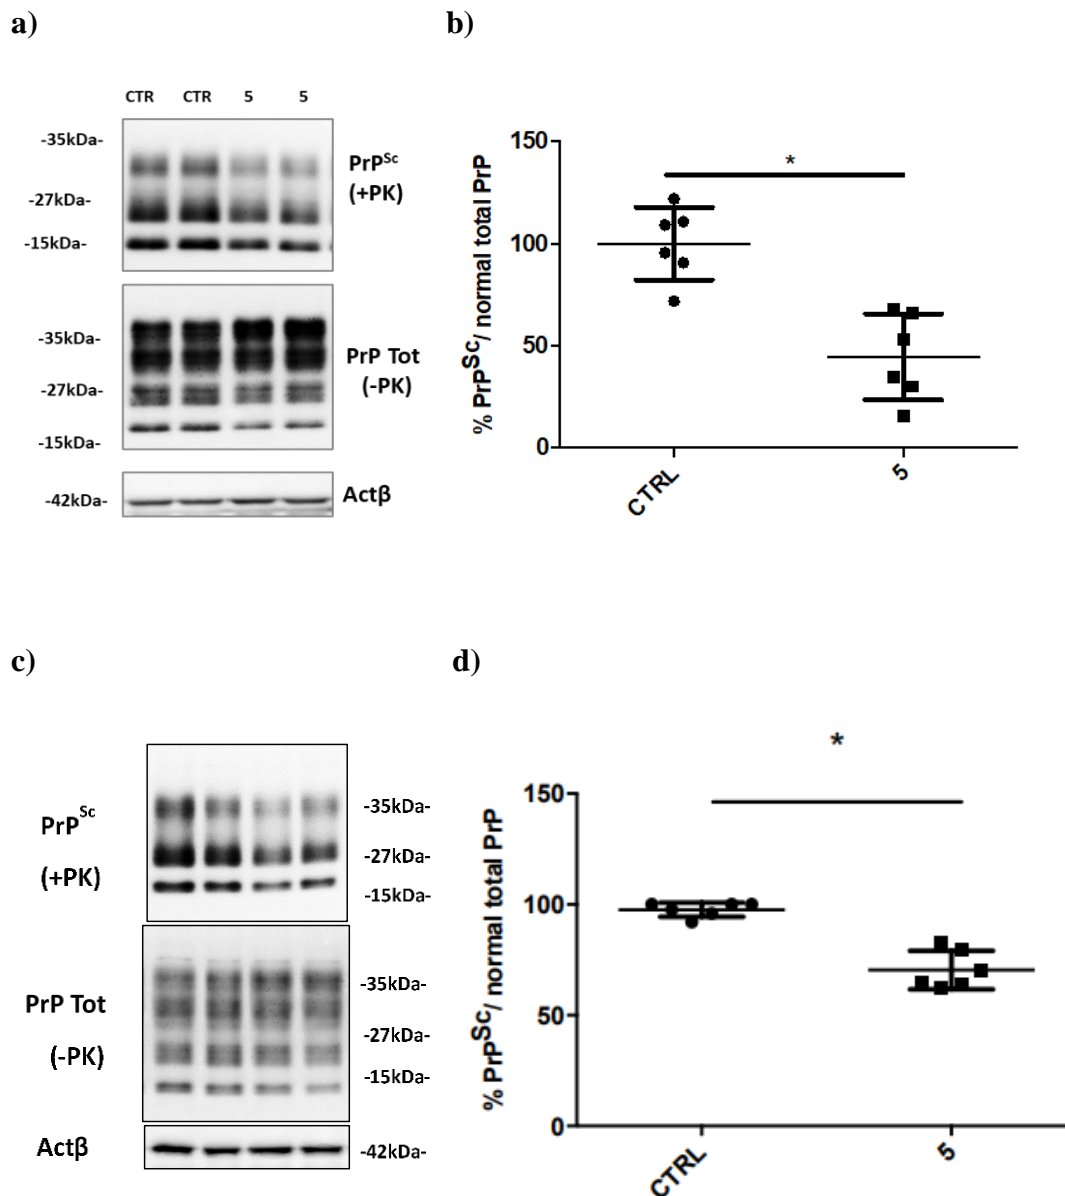 a)
CTR CTR 5 5
-35kDa-
-27kDa-
-15kDa-
PrPSc
(+PK)
-35kDa-
-27kDa-
-15kDa-
PrP Tot
(-PK)
-42kDa-
Actβ
b)
% PrPSc/ normal total PrP
150
100
50
0
*
CTRL
5
c)
PrPSc
(+PK)
-35kDa-
-27kDa-
-15kDa-
PrP Tot
(-PK)
-35kDa-
-27kDa-
-15kDa-
Actβ
-42kDa-
d)
*
% PrPSc/ normal total PrP
150
100
50
0
CTRL
5